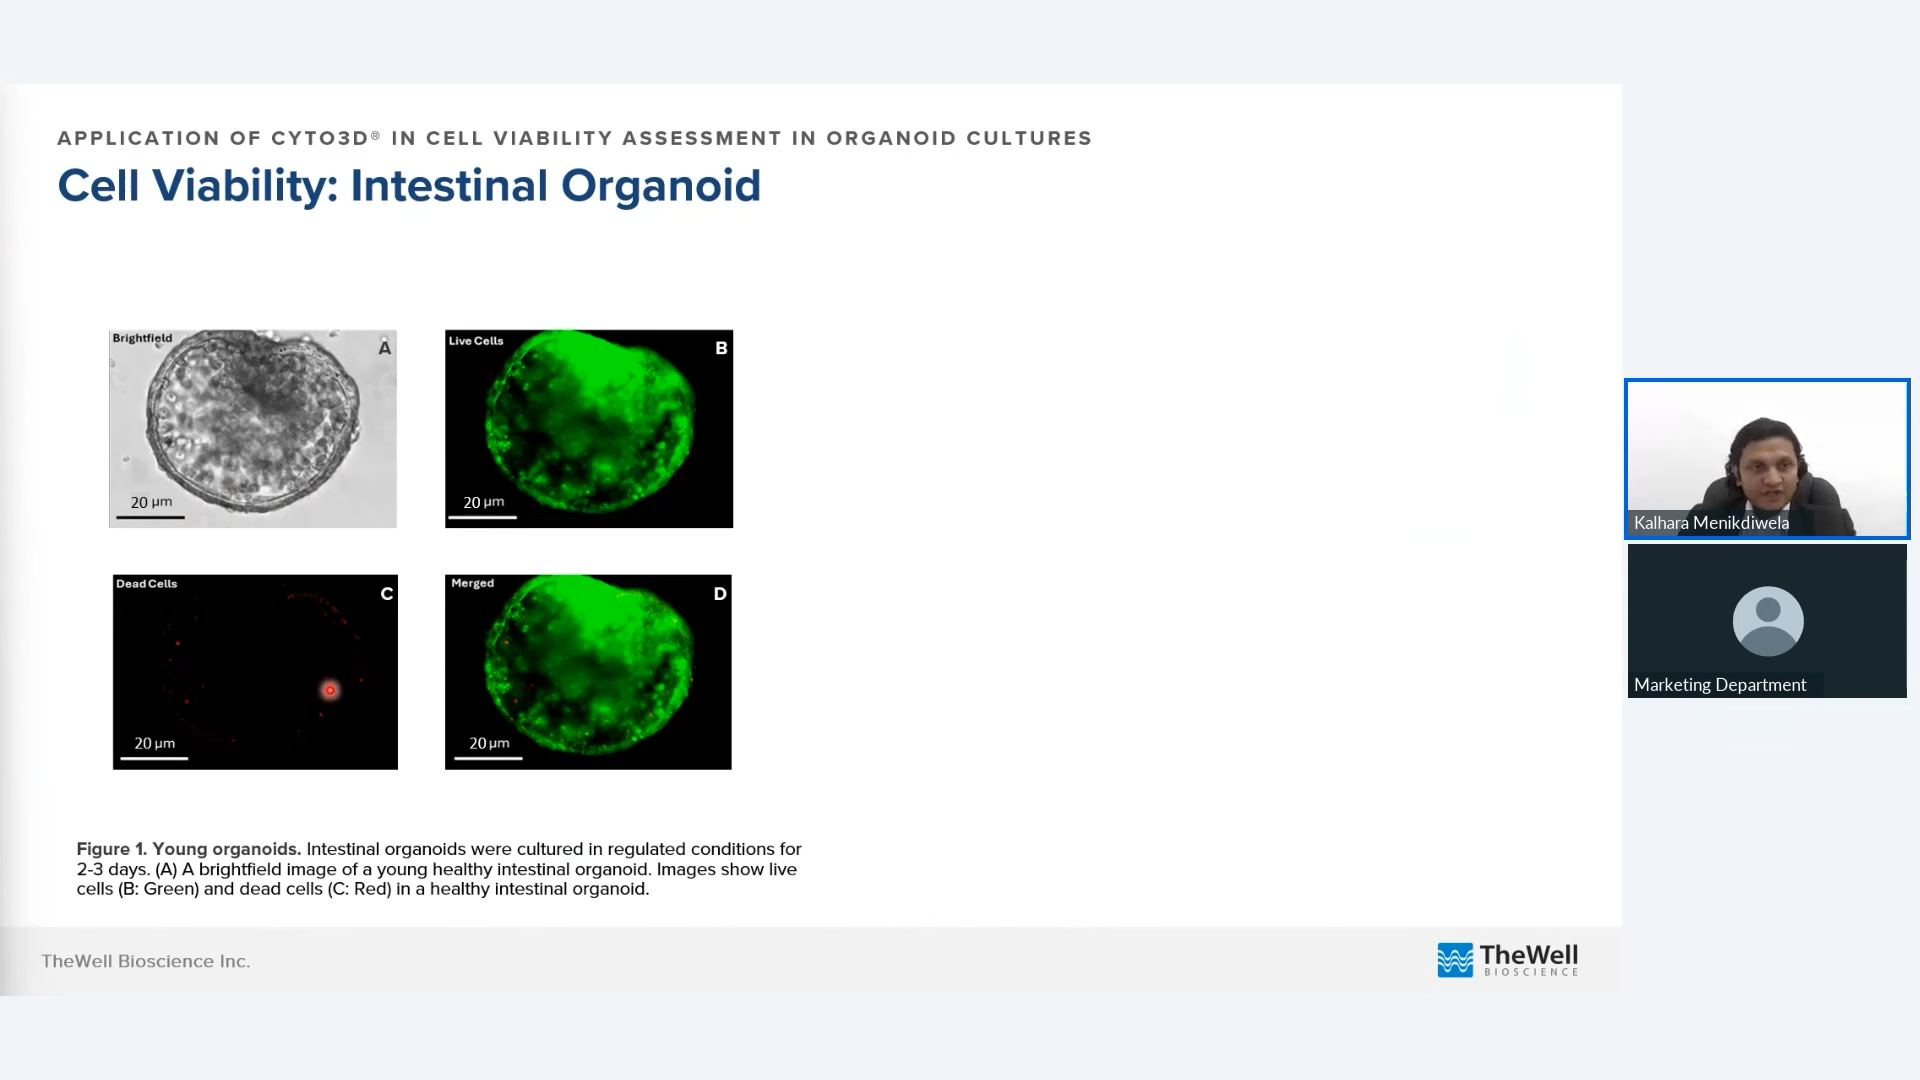 APPLICATION OF CYTO3D® IN CELL VIABILITY ASSESSMENT IN ORGANOID CULTURES
Cell Viability: Intestinal Organoid
Brightfield
A
20 µm
Live Cells
B
20 µm
Dead Cells
C
20 µm
Merged
D
20 µm
Figure 1. Young organoids. Intestinal organoids were cultured in regulated conditions for
2-3 days. (A) A brightfield image of a young healthy intestinal organoid. Images show live
cells (B: Green) and dead cells (C: Red) in a healthy intestinal organoid.
TheWell Bioscience Inc.
TheWell
BIOSCIENCE
Kalhara Menikdiwela
Marketing Department